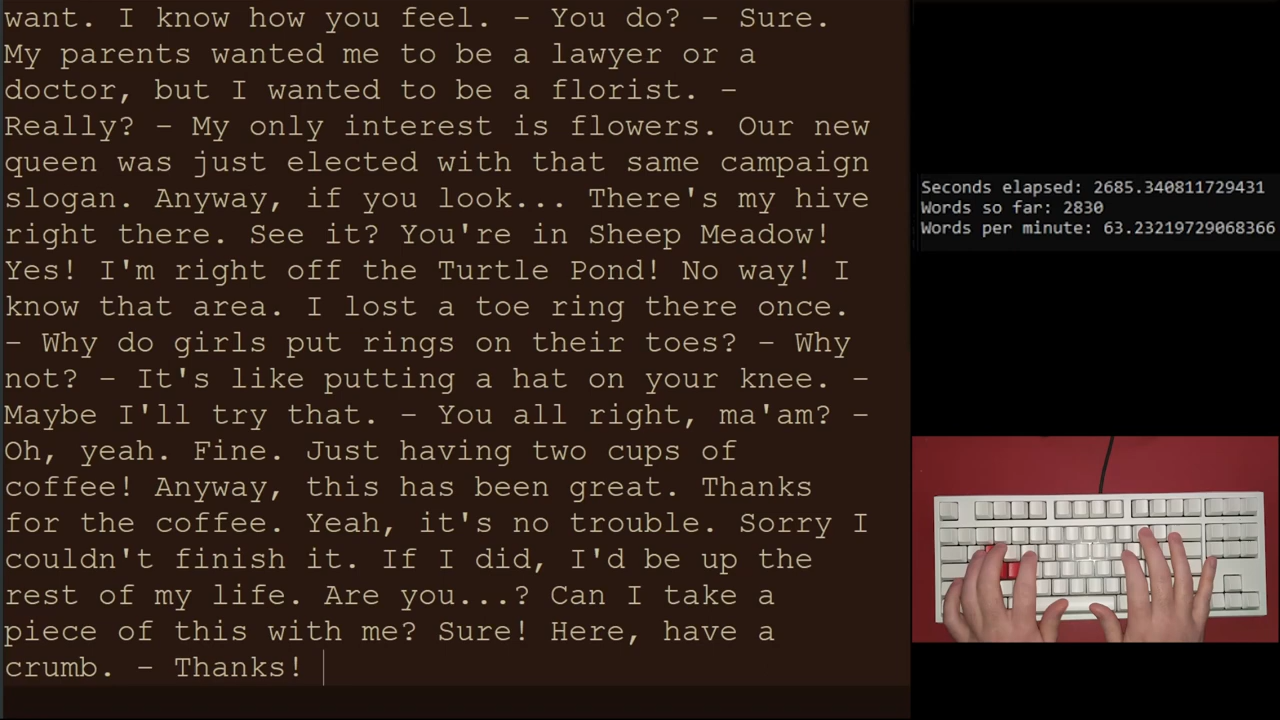 want. I know how you feel. - You do? - Sure.
My parents wanted me to be a lawyer or a
doctor, but I wanted to be a florist. -
Really? - My only interest is flowers. Our new
queen was just elected with that same campaign
slogan. Anyway, if you look... There's my hive
right there. See it? You're in Sheep Meadow!
Yes! I'm right off the Turtle Pond! No way! I
know that area. I lost a toe ring there once.
- Why do girls put rings on their toes? - Why
not? - It's like putting a hat on your knee. -
Maybe I'll try that. - You all right, ma'am? -
Oh, yeah. Fine. Just having two cups of
coffee! Anyway, this has been great. Thanks
for the coffee. Yeah, it's no trouble. Sorry I
couldn't finish it. If I did, I'd be up the
rest of my life. Are you...? Can I take a
piece of this with me? Sure! Here, have a
crumb. - Thanks!
Seconds elapsed: 2685.340811729431
Words so far: 2830
Words per minute: 63.23219729068366